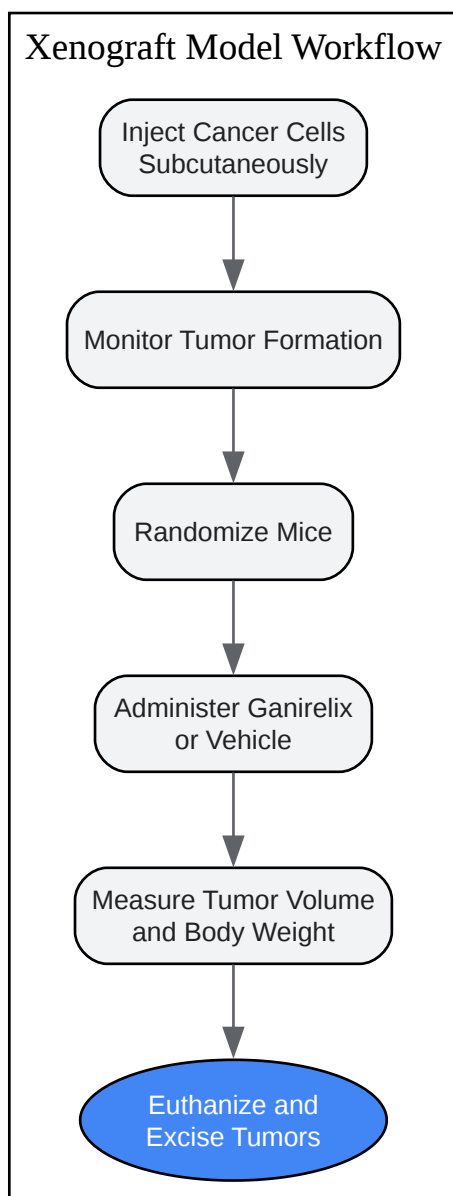 Xenograft Model Workflow
Inject Cancer Cells
Subcutaneously
Monitor Tumor Formation
Randomize Mice
Administer Ganirelix
or Vehicle
Measure Tumor Volume
and Body Weight
Euthanize and
Excise Tumors